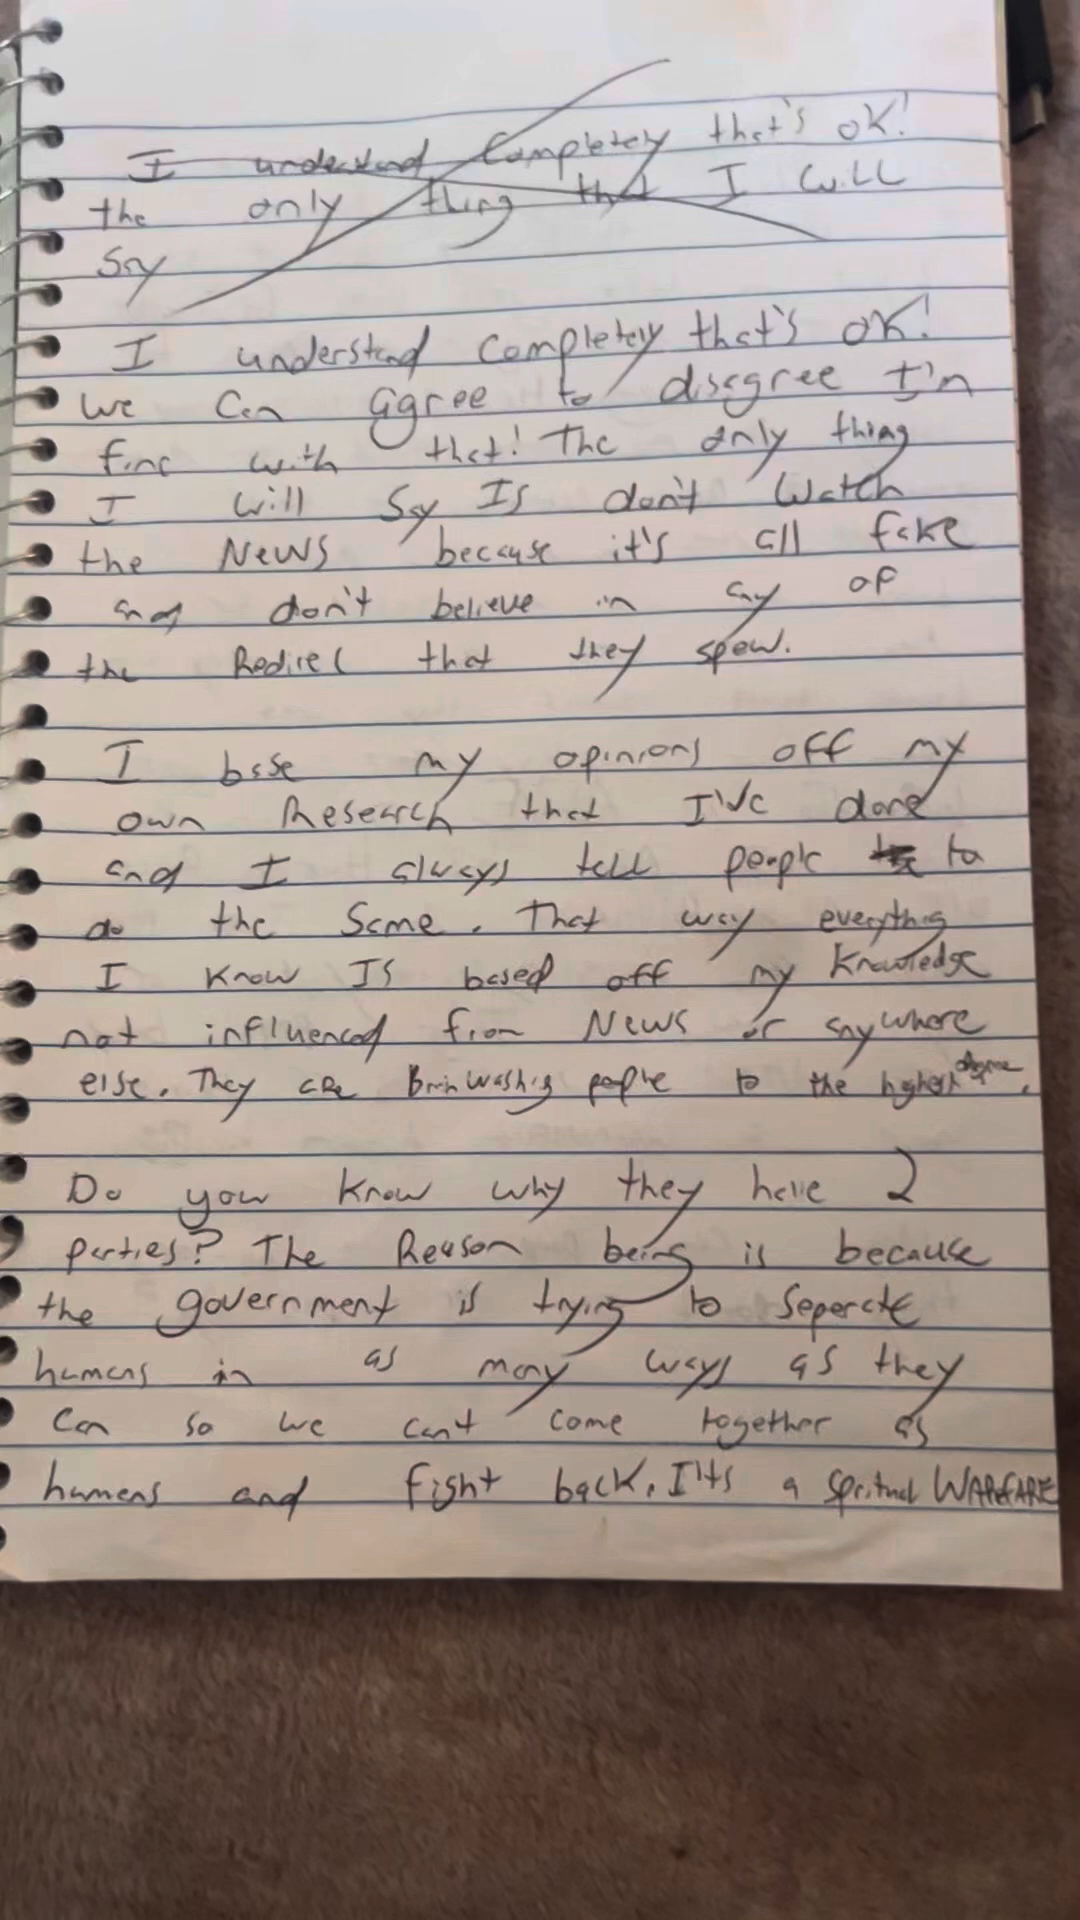 I understand completely that's OK!
the only thing that I will
say
I understand completely that's OK!
we can agree to disagree I'm
fine with that! The only thing
I will say Is don't watch
the News because it's all fake
and don't believe in any of
the Redirel that they spew.
I base my opinions off my
own Research that I've done
and I always tell people to
do the same. That way everything
I know IS based off my knowledge
not influenced from News or anywhere
else. They are Brinwashing people to the highest degree.
Do you know why they have 2
parties? The Reason being is because
the government is trying to seperate
humans in as many ways as they
can so we can't come together as
humans and fight back. It's a Spritual WARFARE